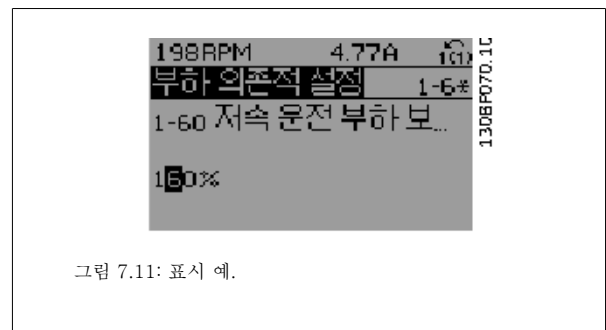 198RPM 4.77A 1(1)
부하 의존적 설정 1-6*
1-60 저속 운전 부하 보...
160%
130BP070.10
그림 7.11: 표시 예.